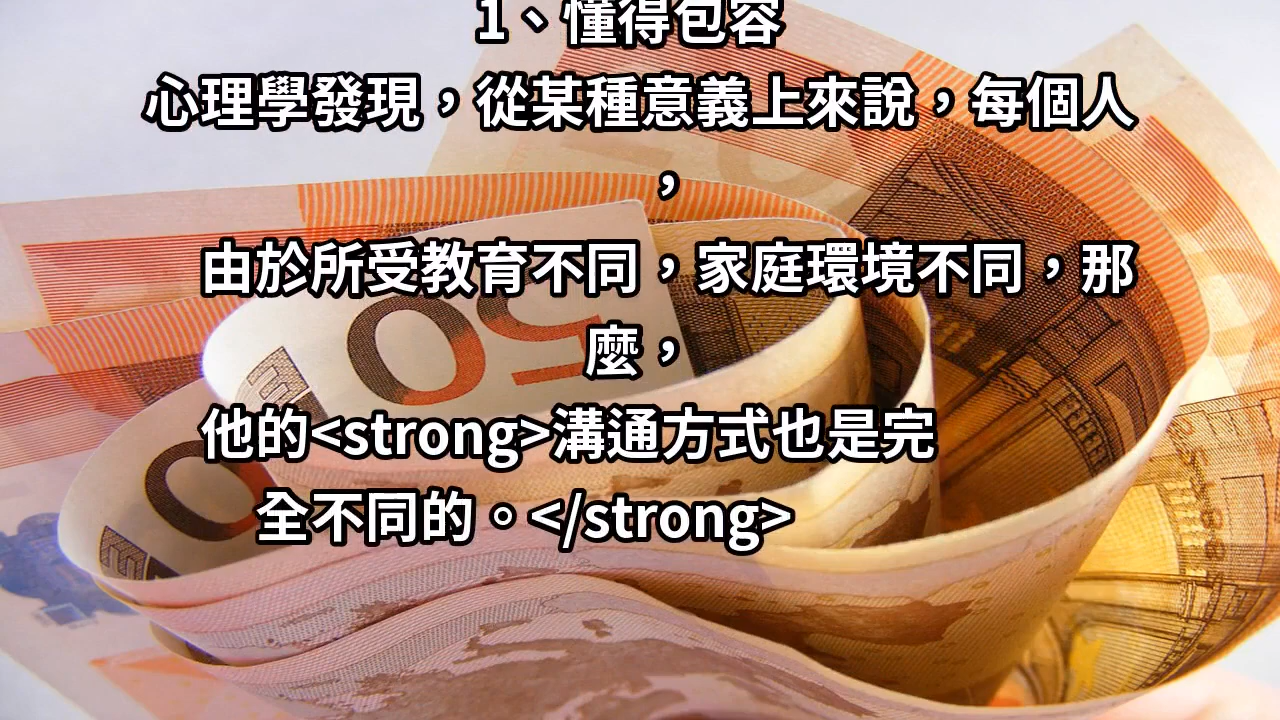 1、懂得包容
心理學發現，從某種意義上來說，每個人
，
由於所受教育不同，家庭環境不同，那
麼，
他的<strong>溝通方式也是完
全不同的。</strong>
50